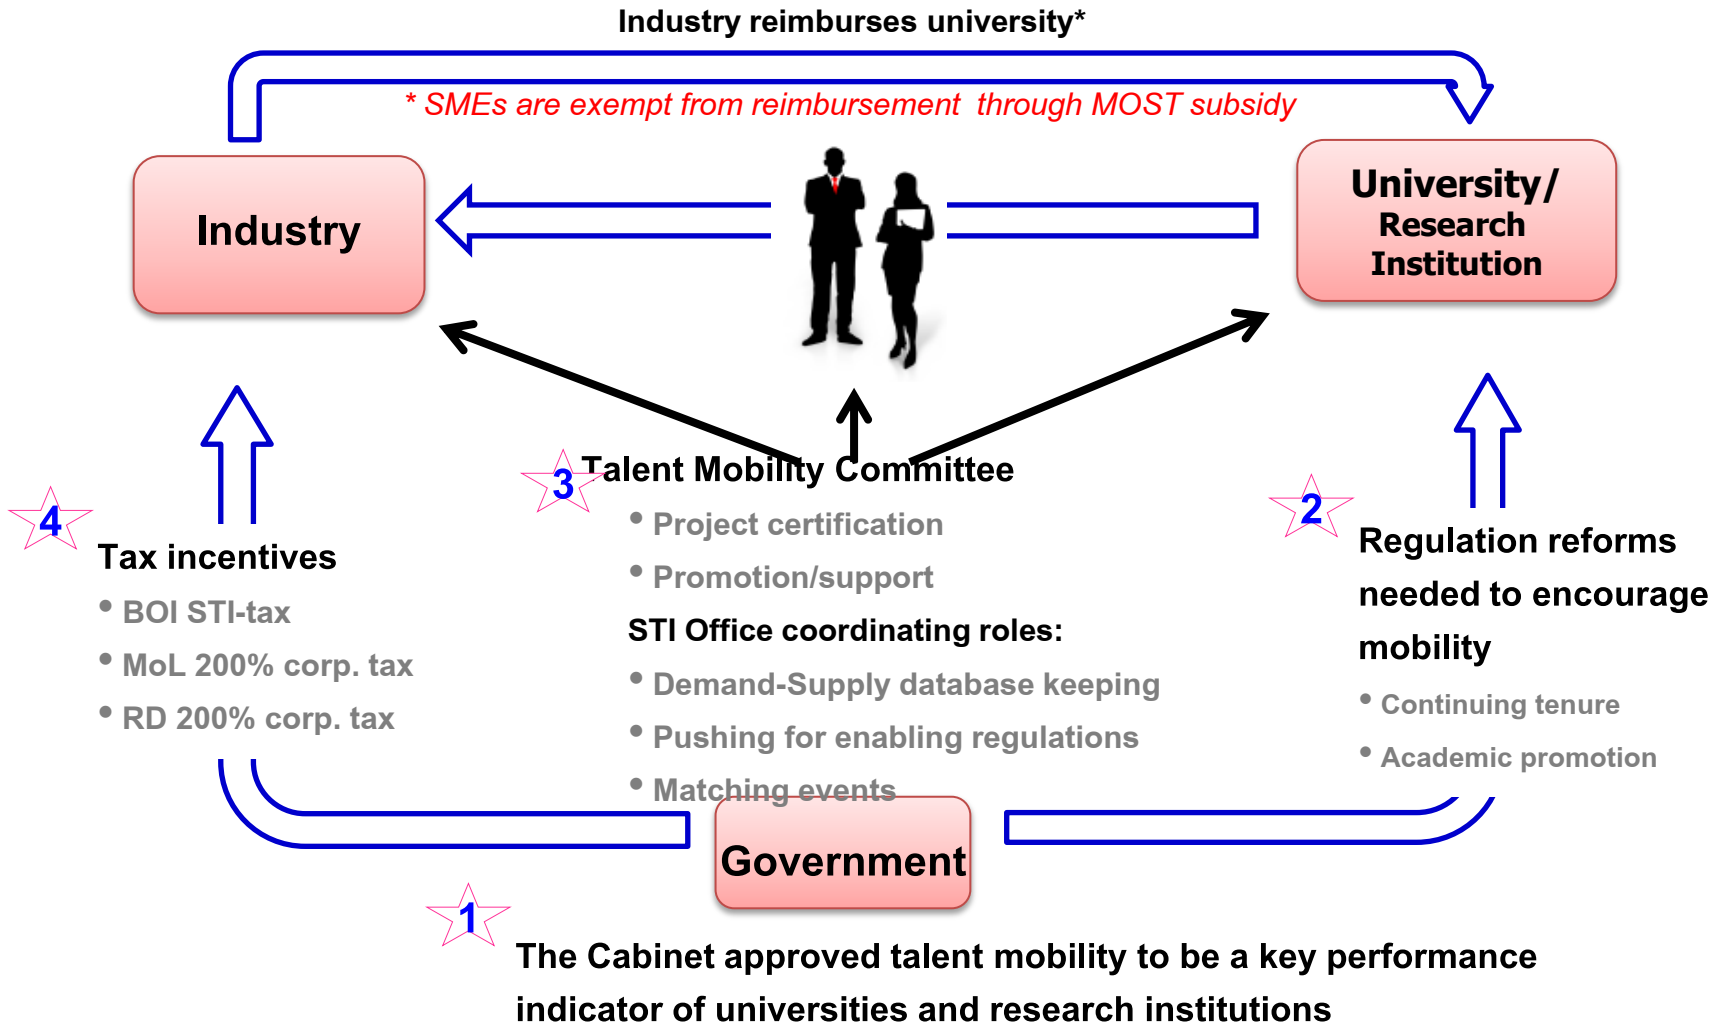 Industry reimburses university*
* SMEs are exempt from reimbursement through MOST subsidy
Industry
University/
Research
Institution
4
Tax incentives
• BOI STI-tax
• MoL 200% corp. tax
• RD 200% corp. tax
3
Talent Mobility Committee
• Project certification
• Promotion/support
STI Office coordinating roles:
• Demand-Supply database keeping
• Pushing for enabling regulations
• Matching events
2
Regulation reforms
needed to encourage
mobility
• Continuing tenure
• Academic promotion
Government
1
The Cabinet approved talent mobility to be a key performance
indicator of universities and research institutions